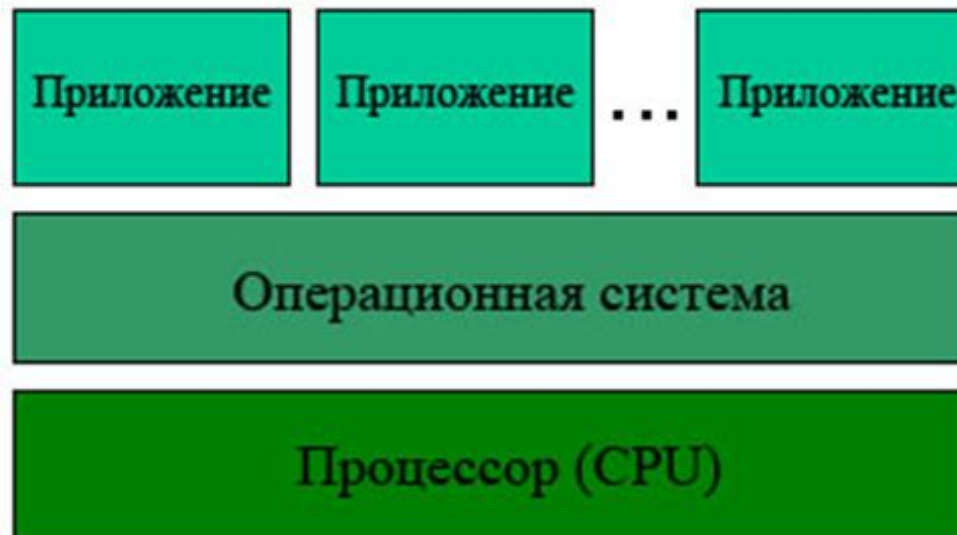 Приложение Приложение ... Приложение
Операционная система
Процессор (CPU)